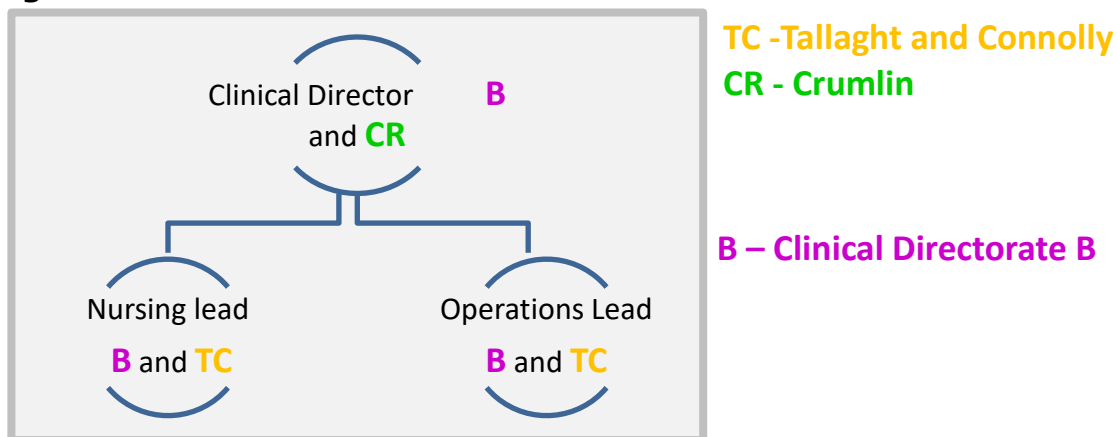 Clinical Director B
and CR
Nursing lead
B and TC
Operations Lead
B and TC
TC -Tallaght and Connolly
CR - Crumlin
B – Clinical Directorate B